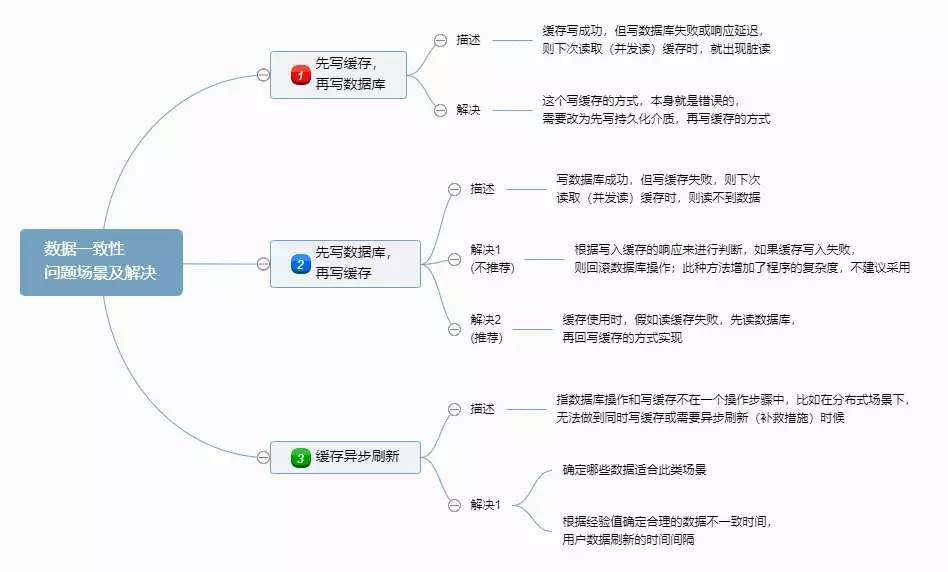 数据一致性
问题场景及解决
1
先写缓存，
再写数据库
描述
缓存写成功，但写数据库失败或响应延迟，
则下次读取（并发读）缓存时，就出现脏读
解决
这个写缓存的方式，本身就是错误的，
需要改为先写持久化介质，再写缓存的方式
2
先写数据库，
再写缓存
描述
写数据库成功，但写缓存失败，则下次
读取（并发读）缓存时，则读不到数据
解决1
(不推荐)
根据写入缓存的响应来进行判断，如果缓存写入失败，
则回滚数据库操作；此种方法增加了程序的复杂度，不建议采用
解决2
(推荐)
缓存使用时，假如读缓存失败，先读数据库，
再回写缓存的方式实现
3
缓存异步刷新
描述
指数据库操作和写缓存不在一个操作步骤中，比如在分布式场景下，
无法做到同时写缓存或需要异步刷新（补救措施）时候
解决1
确定哪些数据适合此类场景
根据经验值确定合理的数据不一致时间，
用户数据刷新的时间间隔